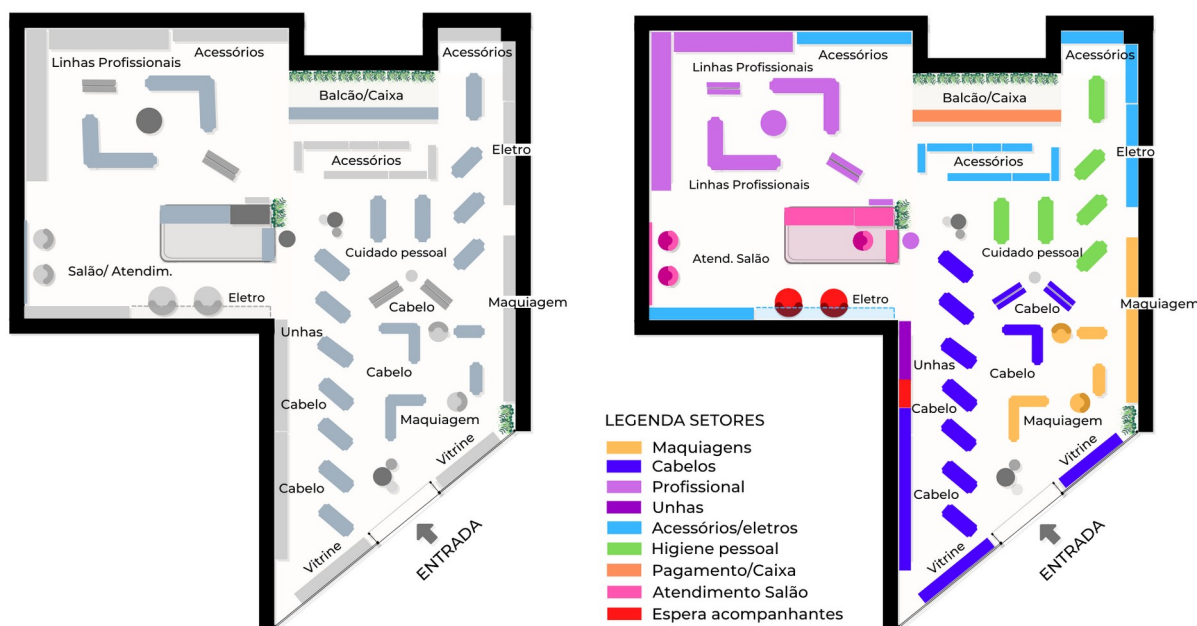 Acessórios
Linhas Profissionais
Acessórios
Balcão/Caixa
Eletro
Acessórios
Cuidado pessoal
Salão/ Atendim.
Eletro
Cabelo
Maquiagem
Unhas
Cabelo
Cabelo
Maquiagem
Vitrine
Cabelo
Vitrine
ENTRADA
Acessórios
Linhas Profissionais
Acessórios
Balcão/Caixa
Eletro
Acessórios
Linhas Profissionais
Cuidado pessoal
Atend. Salão
Eletro
Cabelo
Maquiagem
Unhas
Cabelo
Cabelo
Maquiagem
Vitrine
Cabelo
Vitrine
ENTRADA
LEGENDA SETORES
Maquiagens
Cabelos
Profissional
Unhas
Acessórios/eletros
Higiene pessoal
Pagamento/Caixa
Atendimento Salão
Espera acompanhantes